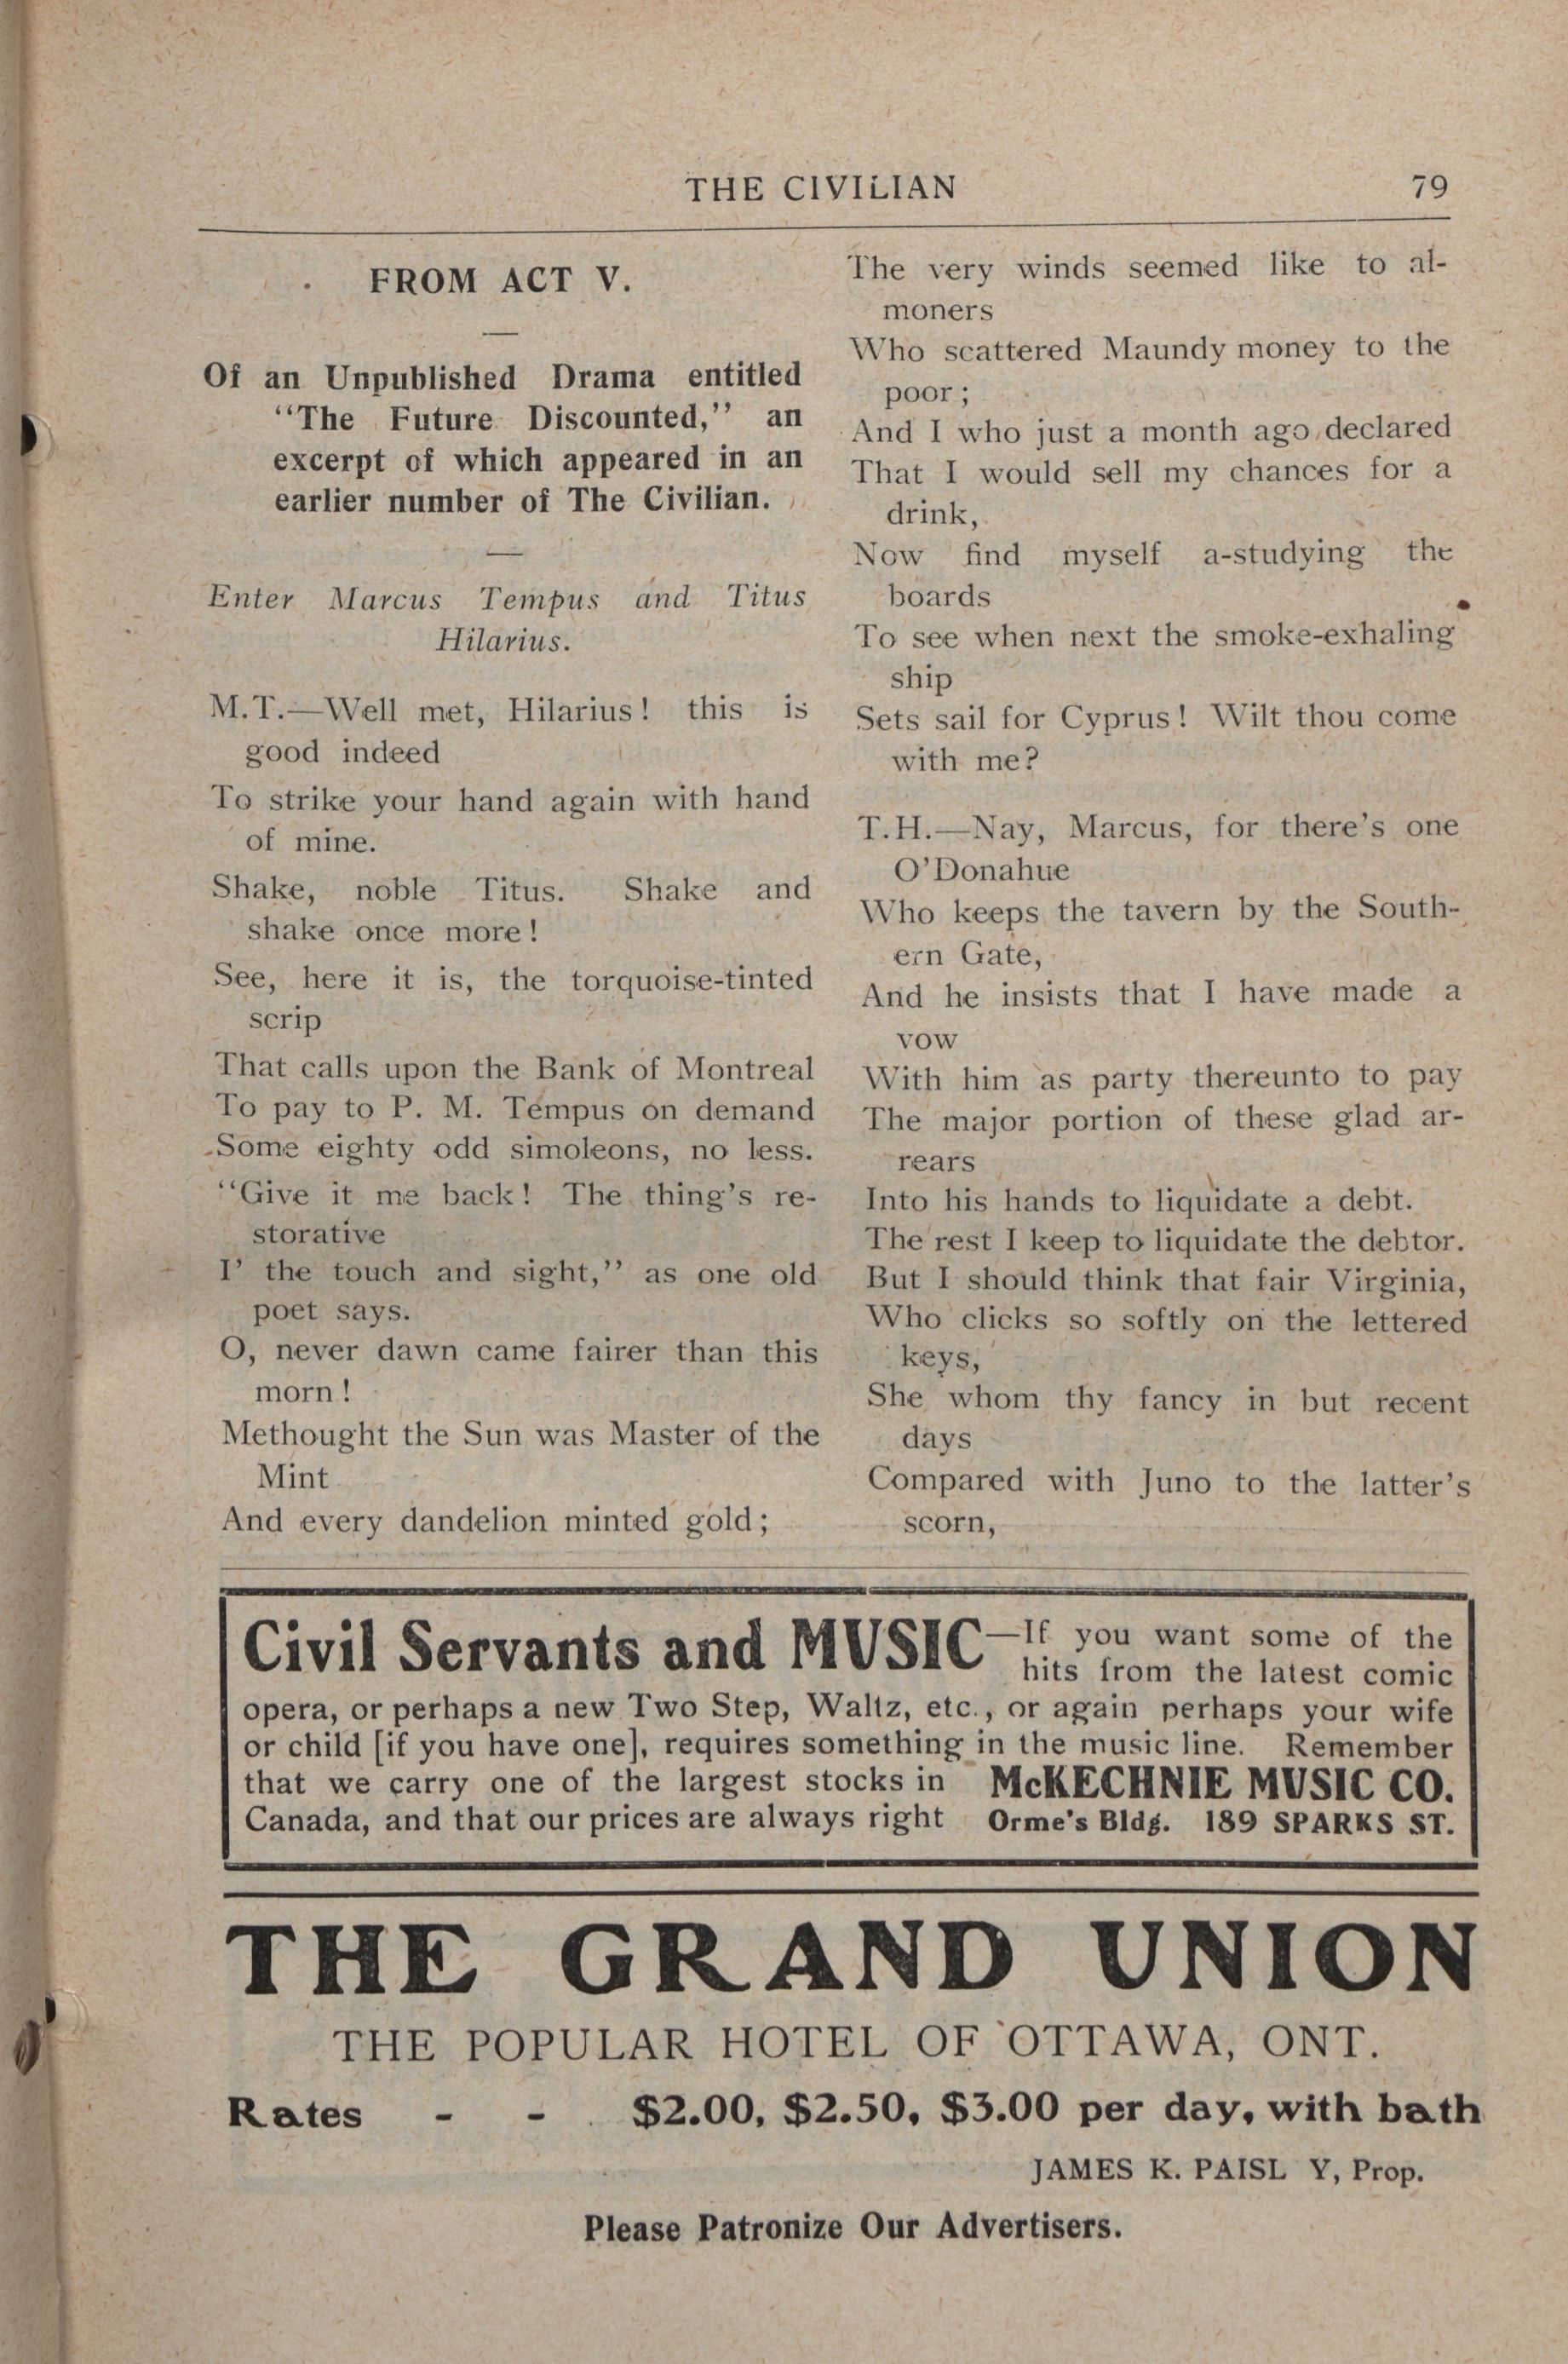 THE CIVILIAN 79
FROM ACT V.
Of an Unpublished Drama entitled
"The Future Discounted," an
excerpt of which appeared in an
earlier number of The Civilian.
Enter Marcus Tempus and Titus
Hilarius.
M.T.—Well met, Hilarius! this is
good indeed
To strike your hand again with hand
of mine.
Shake, noble Titus. Shake and
shake once more!
See, here it is, the torquoise-tinted
scrip
That calls upon the Bank of Montreal
To pay to P. M. Tempus on demand
Some eighty odd simoleons, no less.
"Give it me back! The thing's re-
storative
I' the touch and sight," as one old
poet says.
O, never dawn came fairer than this
morn!
Methought the Sun was Master of the
Mint
And every dandelion minted gold;
The very winds seemed like to al-
moners
Who scattered Maundy money to the
poor;
And I who just a month ago declared
That I would sell my chances for a
drink,
Now find myself a-studying the
boards
To see when next the smoke-exhaling
ship
Sets sail for Cyprus! Wilt thou come
with me?
T.H.—Nay, Marcus, for there's one
O'Donahue
Who keeps the tavern by the South-
ern Gate,
And he insists that I have made a
vow
With him as party thereunto to pay
The major portion of these glad ar-
rears
Into his hands to liquidate a debt.
The rest I keep to liquidate the debtor.
But I should think that fair Virginia,
Who clicks so softly on the lettered
keys,
She whom thy fancy in but recent
days
Compared with Juno to the latter's
scorn,
Civil Servants and MUSIC—If you want some of the
hits from the latest comic
opera, or perhaps a new Two Step, Waltz, etc., or again perhaps your wife
or child [if you have one], requires something in the music line. Remember
that we carry one of the largest stocks in McKECHNIE MUSIC CO.
Canada, and that our prices are always right Orme's Bldg. 189 SPARKS ST.
THE GRAND UNION
THE POPULAR HOTEL OF OTTAWA, ONT.
Rates - - $2.00, $2.50, $3.00 per day, with bath
JAMES K. PAISL Y, Prop.
Please Patronize Our Advertisers.